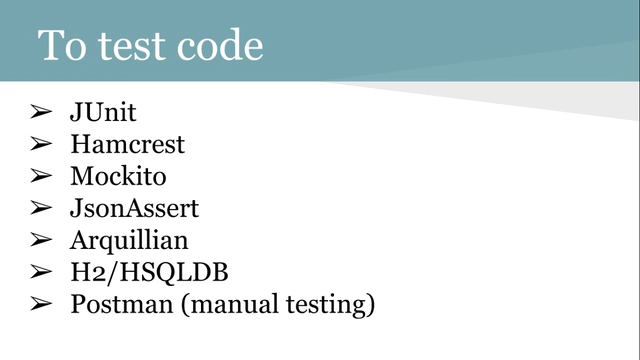 To test code
➢ JUnit
➢ Hamcrest
➢ Mockito
➢ JsonAssert
➢ Arquillian
➢ H2/HSQLDB
➢ Postman (manual testing)